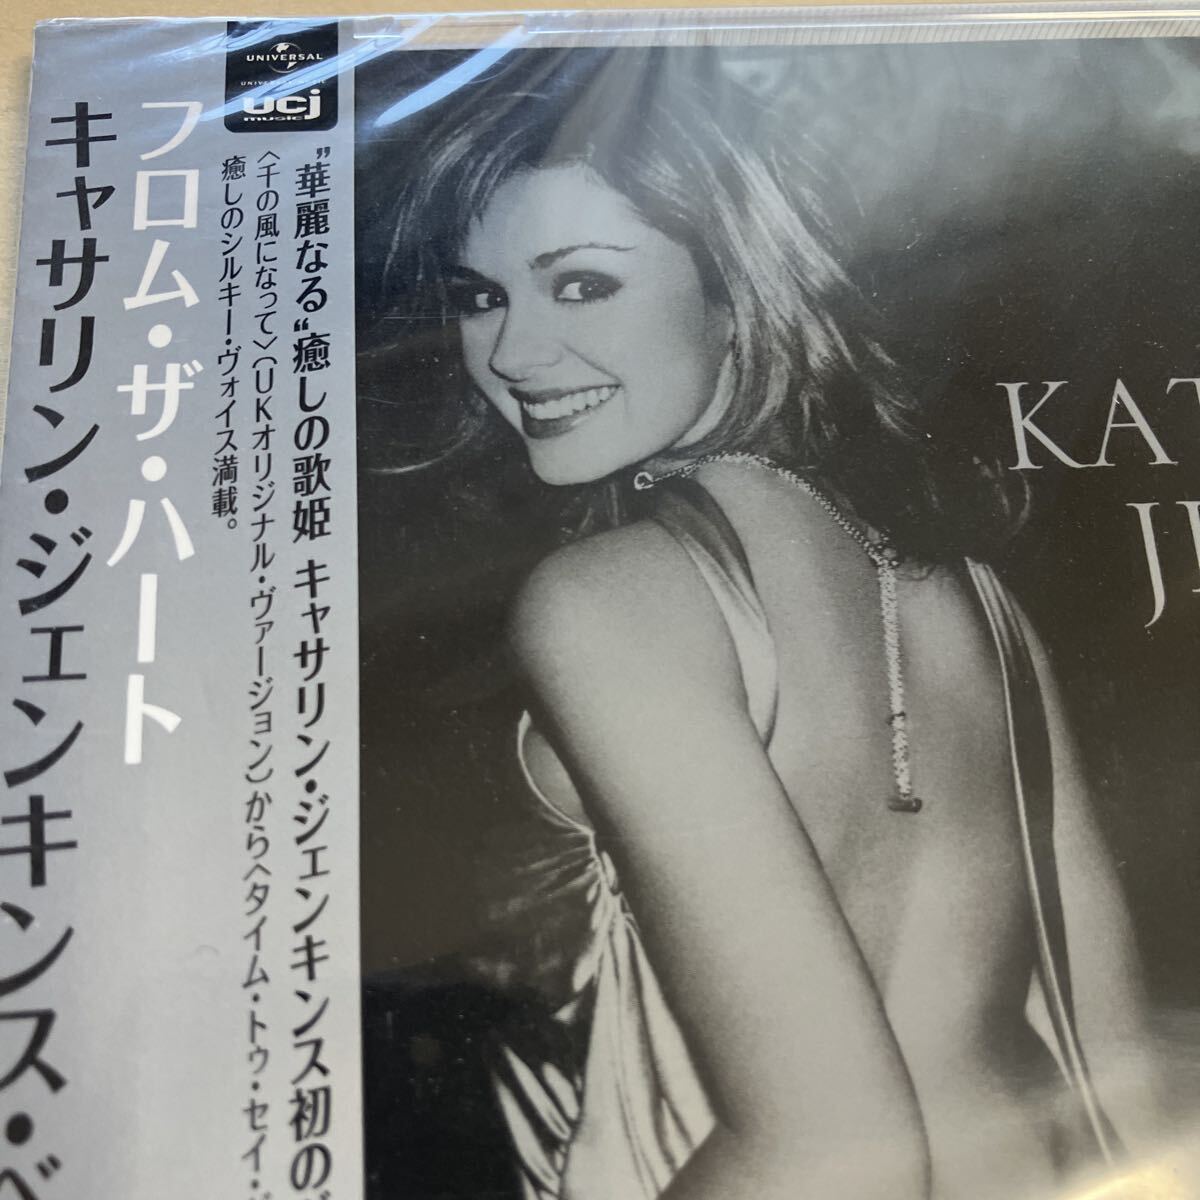 UNIVERSAL
ucj
music
"華麗なる"癒しの歌姫 キャサリン・ジェンキンス初の
〈千の風になって〉(UKオリジナル・ヴァージョン)から〈タイム・トゥ・セイ・
癒しのシルキー・ヴォイス満載。
フロム・ザ・ハート
キャサリン・ジェンキンス・ベ
KAT
JE